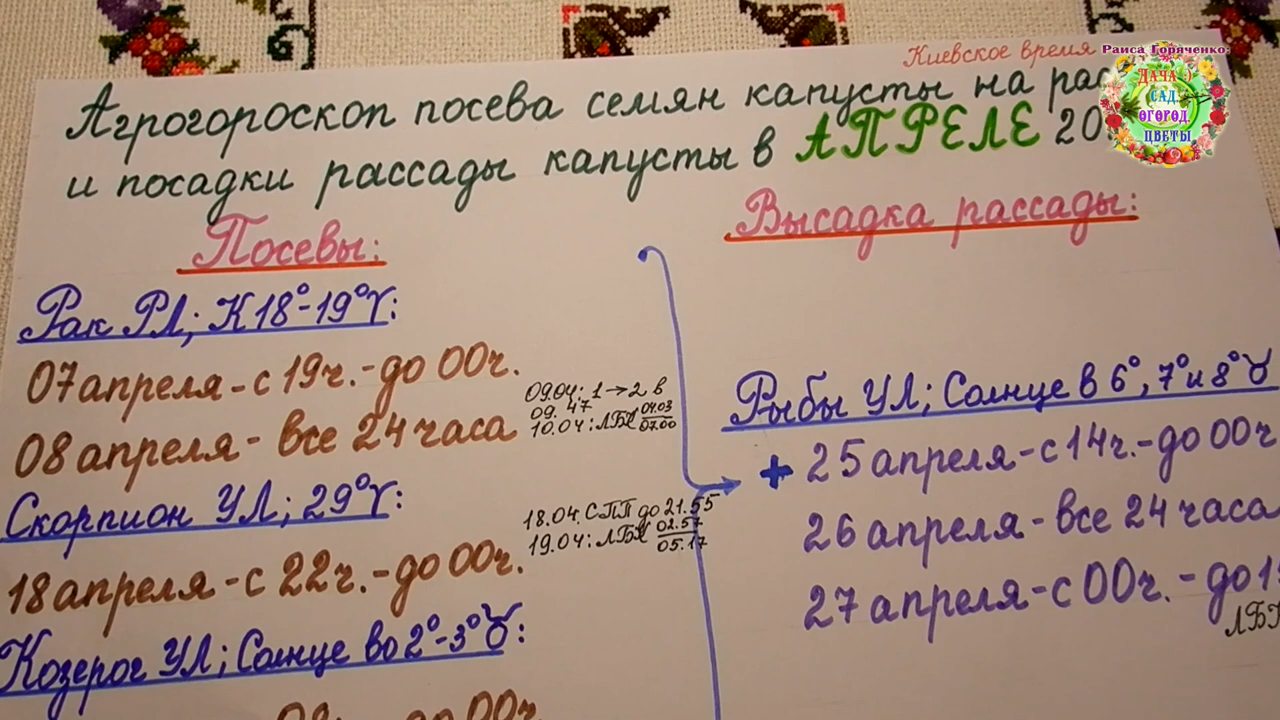 Киевское время
Раиса Горяченко:
Дача
САД,
ОГОРОД,
ЦВЕТЫ
Агрогороскоп посева семян капусты на рас
и посадки рассады капусты в АПРЕЛЕ 20
Посевы:
Рак РЛ; К 18°-19°♈:
07 апреля - с 19ч. - до 00ч.
08 апреля - все 24 часа
09.04: 1 → 2 в
09.47
10.04: ЛБК 04.03
07.00
Скорпион УЛ; 29°♈:
18.04. СПП до 21.55
19.04: ЛБК 02.57
05.17
18 апреля - с 22ч. - до 00ч.
Козерог УЛ; Солнце во 2°-3°♉:
до 00ч.
Высадка рассады:
Рыбы УЛ; Солнце в 6°, 7° и 8°♉
+ 25 апреля - с 14ч. - до 00ч
26 апреля - все 24 часа
27 апреля - с 00ч. - до 1
ЛБК